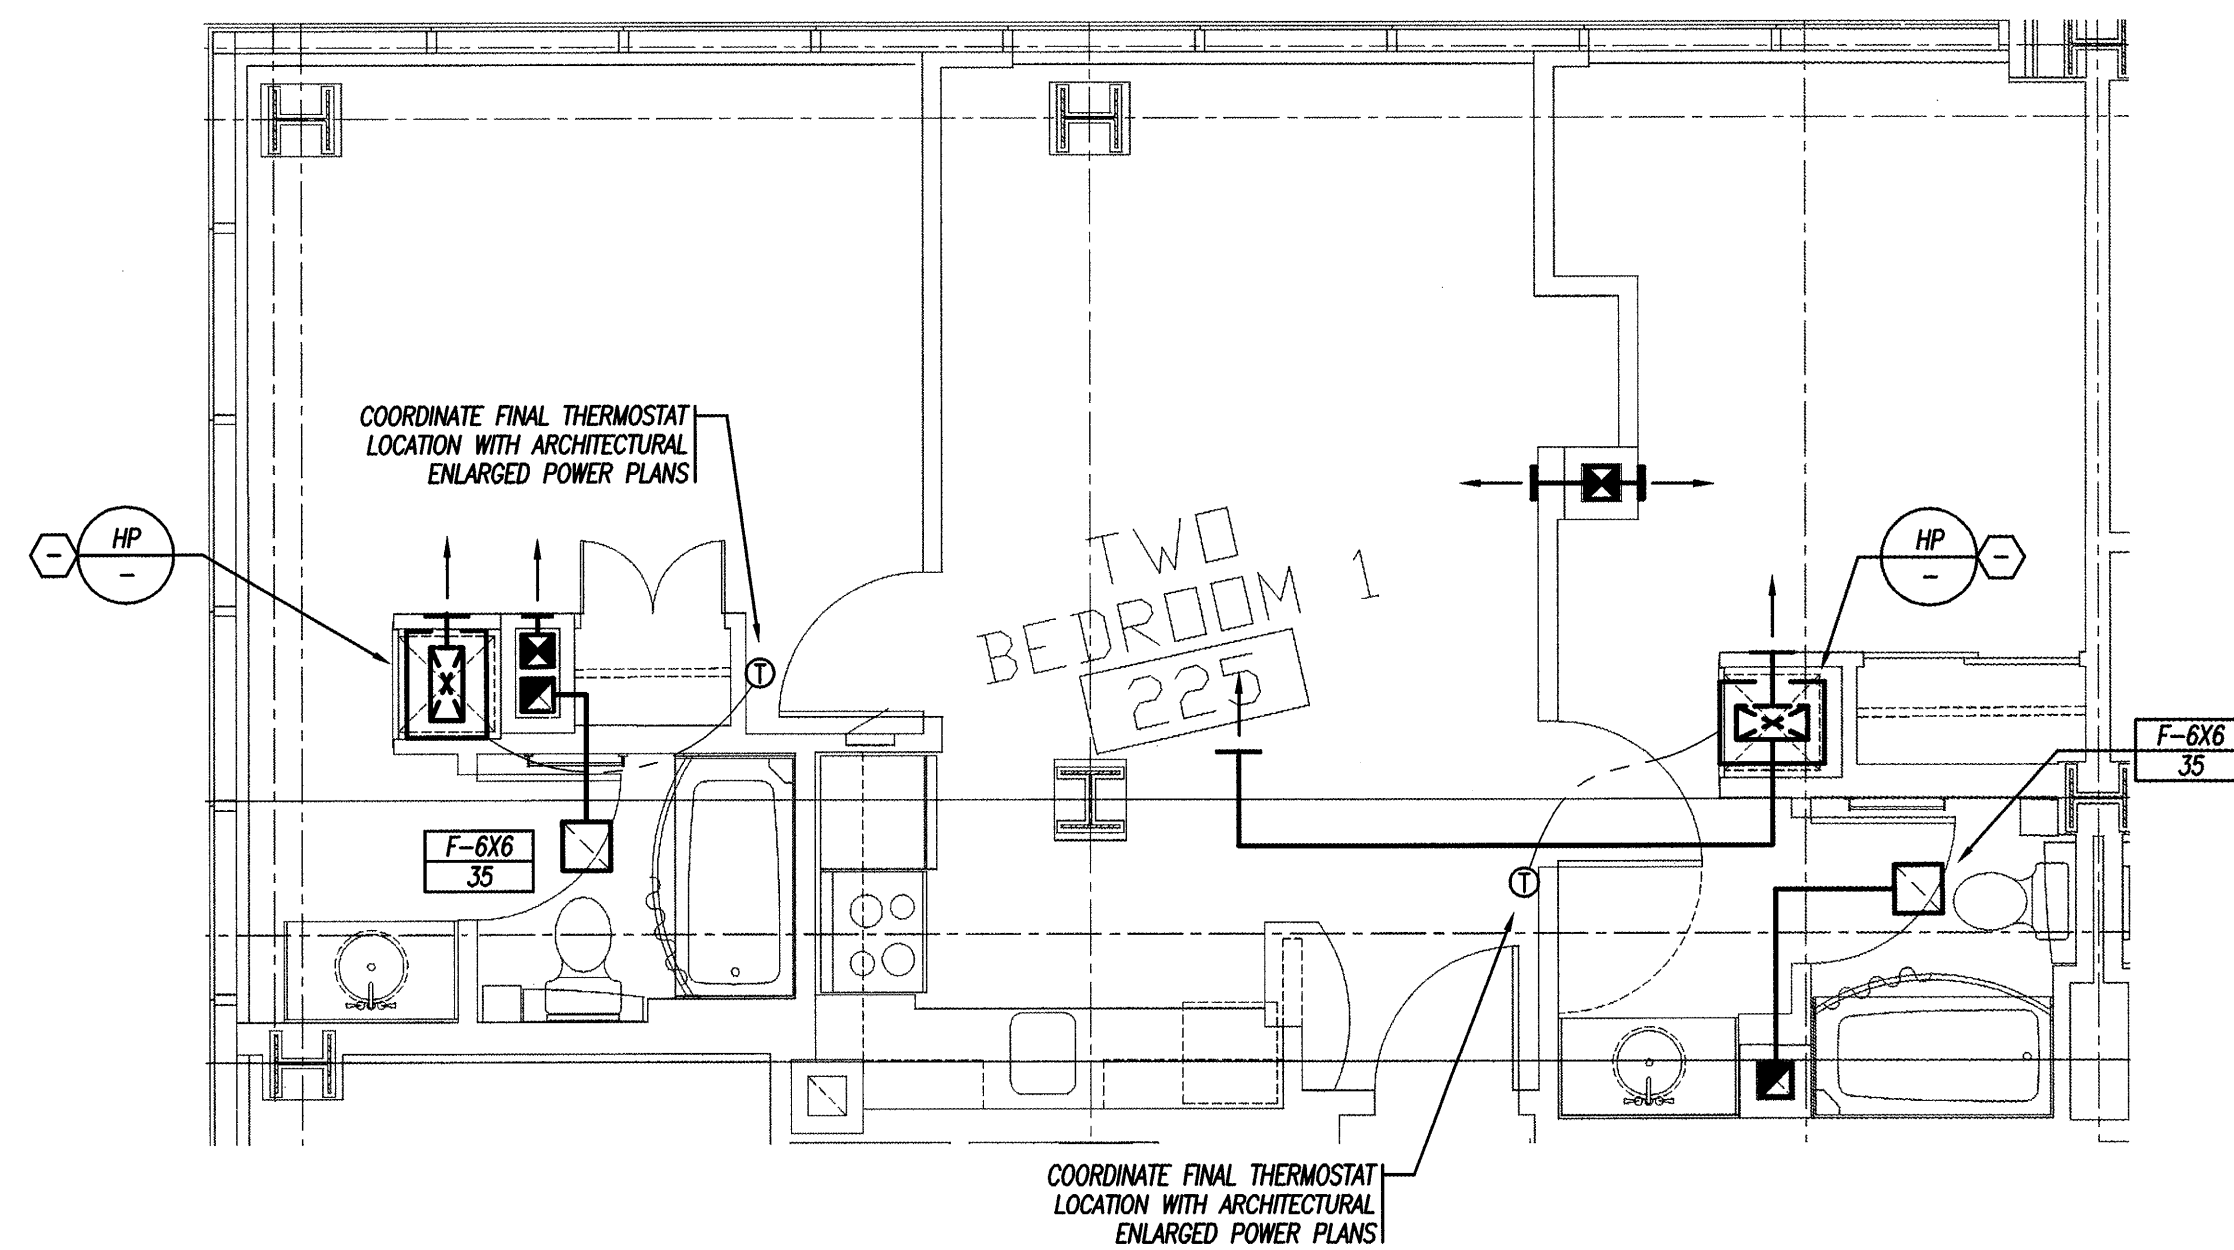 COORDINATE FINAL THERMOSTAT
LOCATION WITH ARCHITECTURAL
ENLARGED POWER PLANS
HP
-
-
HP
-
-
TWO
BEDROOM 1
225
T
F-6X6
35
F-6X6
35
T
COORDINATE FINAL THERMOSTAT
LOCATION WITH ARCHITECTURAL
ENLARGED POWER PLANS